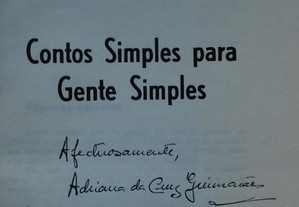 Contos Simples para
Gente Simples
Afectuosamente,
Adriana da Cruz Guimarães